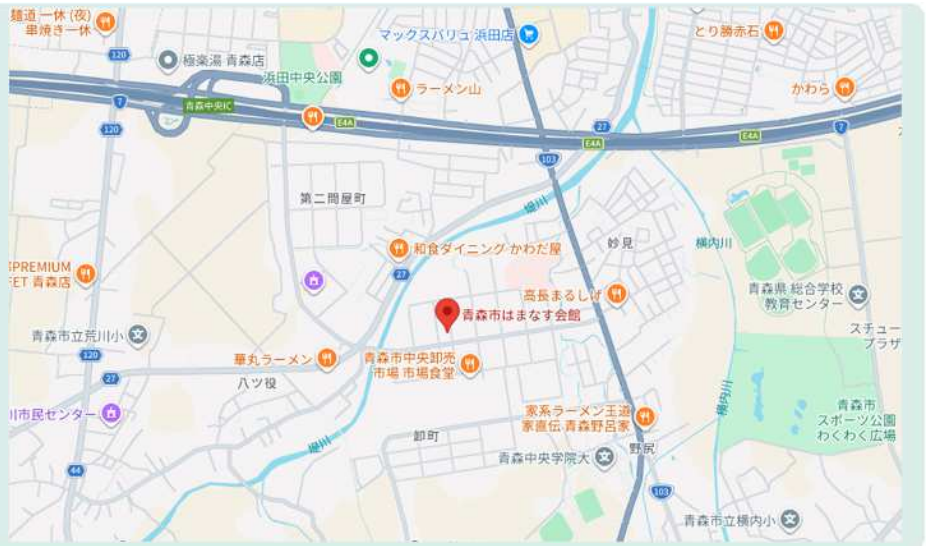 麺道 一休 (夜)
串焼き一休
マックスバリュ 浜田店
とり勝赤石
120
極楽湯 青森店
浜田中央公園
ラーメン山
かわら
7
青森中央IC
120
E4A
27
E4A
E4A
7
103
第二問屋町
堤川
妙見
横内川
和食ダイニング かわだ屋
27
PREMIUM
ET 青森店
高長まるしげ
青森県 総合学校
教育センター
青森市はまなす会館
青森市立荒川小
スチュー
プラザ
120
華丸ラーメン
青森市中央卸売
市場 市場食堂
27
八ツ役
横内川
川市民センター
家系ラーメン王道
家直伝 青森野呂家
青森市
スポーツ公園
わくわく広場
卸町
堤川
野尻
青森中央学院大
44
103
青森市立横内小